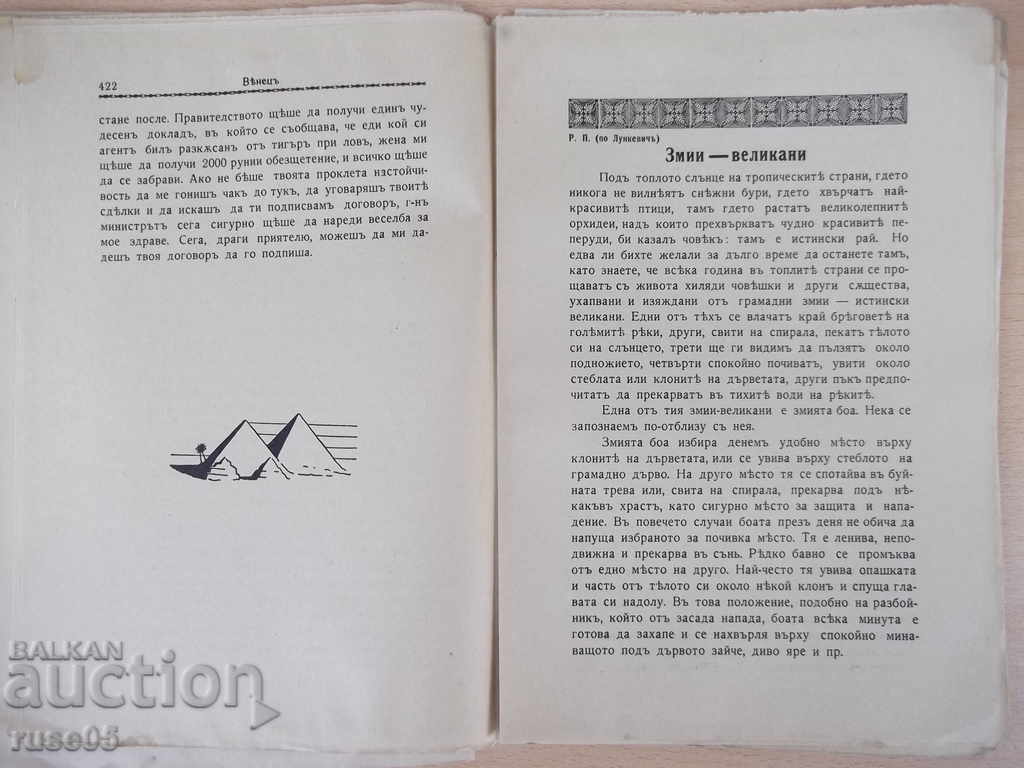 422 Вѣнецъ
стане после. Правителството щѣше да получи единъ чу-
десенъ докладъ, въ който се съобщава, че еди кой си
агентъ билъ разкѫсанъ отъ тигъръ при ловъ, жена ми
щѣше да получи 2000 рунии обезщетение, и всичко щѣше
да се забрави. Ако не бѣше твоята проклета настойчи-
вость да ме гонишъ чакъ до тукъ, да уговаряшъ твоитѣ
сделки и да искашъ да ти подписвамъ договоръ, г-нъ
министрътъ сега сигурно щѣше да нареди веселба за
мое здраве. Сега, драги приятелю, можешъ да ми да-
дешъ твоя договоръ да го подпиша.
Р. П. (по Лункевичъ)
Змии — великани
Подъ топлото слънце на тропическитѣ страни, гдето
никога не вилнѣятъ снѣжни бури, гдето хвърчатъ най-
красивитѣ птици, тамъ гдето растатъ великолепнитѣ
орхидеи, надъ които прехвъркватъ чудно красивитѣ пе-
перуди, би казалъ човѣкъ: тамъ е истински рай. Но
едва ли бихте желали за дълго време да останете тамъ,
като знаете, че всѣка година въ топлитѣ страни се про-
щаватъ съ живота хиляди човѣшки и други сѫщества,
ухапвани и изяждани отъ грамадни змии — истински
великани. Едни отъ тѣхъ се влачатъ край брѣговетѣ на
голѣмитѣ рѣки, други, свити на спирала, пекатъ тѣлото
си на слънцето, трети ще ги видимъ да пълзятъ около
подножието, четвърти спокойно почиватъ, увити около
стеблата или клонитѣ на дърветата, други пъкъ предпо-
читатъ да прекарватъ въ тихитѣ води на рѣкитѣ.
Една отъ тия змии-великани е змията боа. Нека се
запознаемъ по-отблизу съ нея.
Змията боа избира денемъ удобно мѣсто върху
клонитѣ на дърветата, или се увива върху стеблото на
грамадно дърво. На друго мѣсто тя се спотайва въ буй-
ната трева или, свита на спирала, прекарва подъ нѣ-
какъвъ храстъ, като сигурно мѣсто за защита и напа-
дение. Въ повечето случаи боата презъ деня не обича да
напуща избраното за почивка мѣсто. Тя е ленива, непо-
движна и прекарва въ сънь. Рѣдко бавно се промъква
отъ едно мѣсто на друго. Най-често тя увива опашката
и часть отъ тѣлото си около нѣкой клонъ и спуща гла-
вата си надолу. Въ това положение, подобно на разбой-
никъ, който отъ засада напада, боата всѣка минута е
готова да захапе и се нахвърля върху спокойно мина-
ващото подъ дървото зайче, диво яре и пр.
BALKAN
auction
ruse05